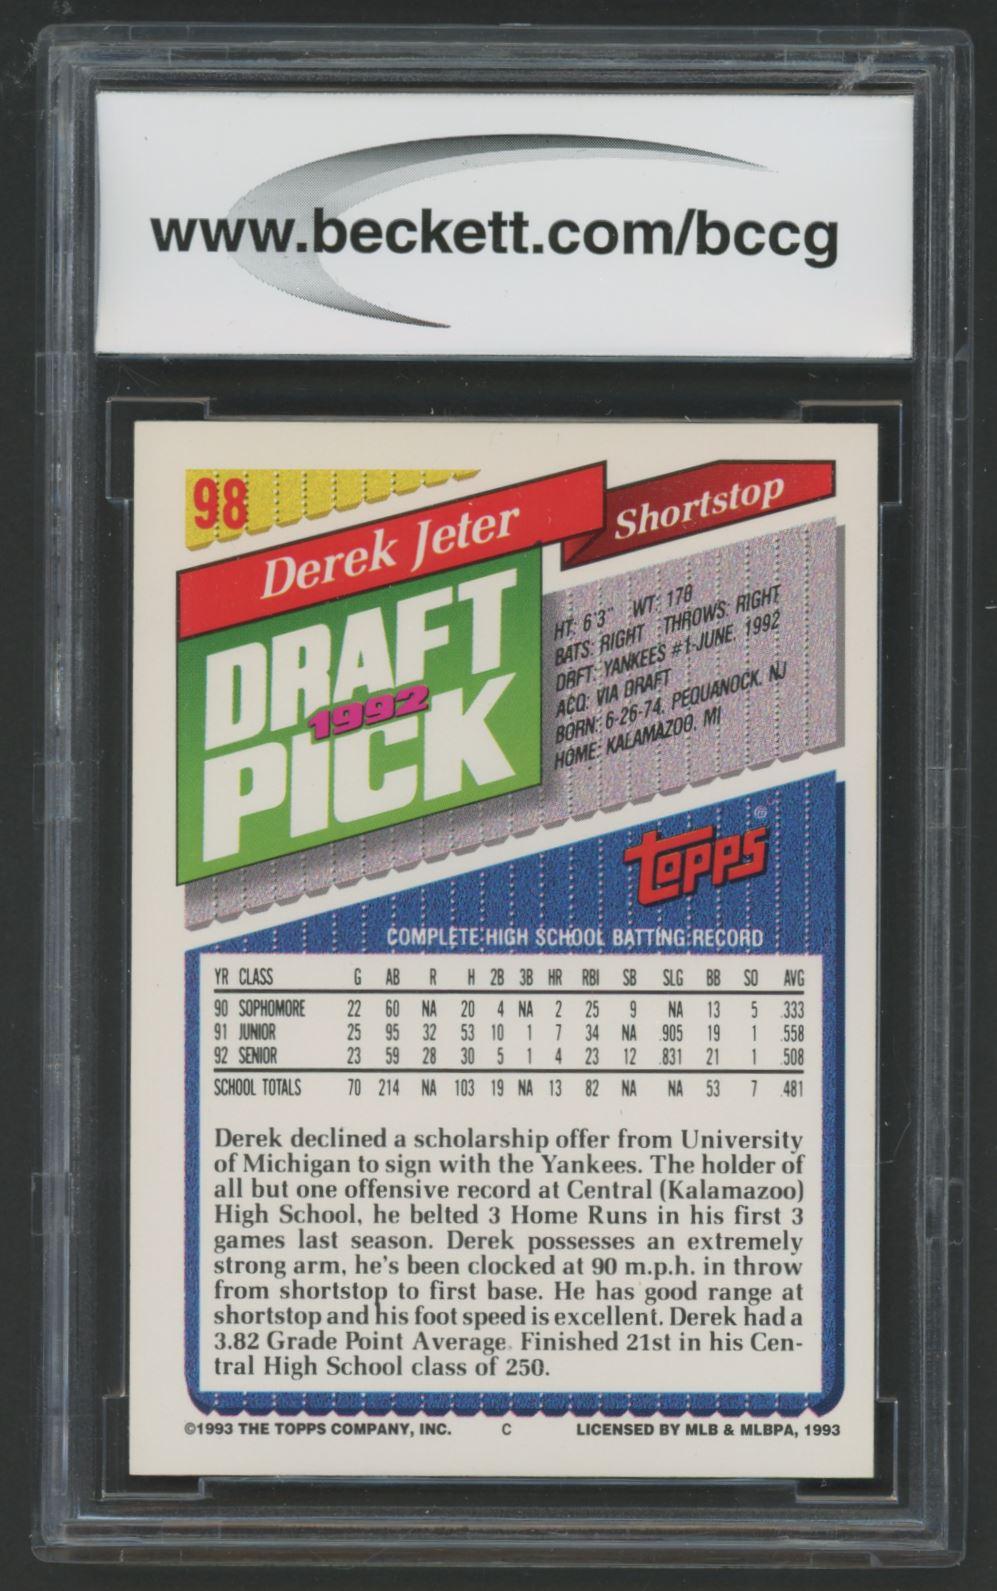 www.beckett.com/bccg
98
Derek Jeter
Shortstop
DRAFT
1992
PICK
HT: 6'3" WT: 170
BATS: RIGHT THROWS: RIGHT
DRFT: YANKEES #1-JUNE, 1992
ACQ: VIA DRAFT
BORN: 6-26-74, PEQUANOCK, NJ
HOME: KALAMAZOO, MI
Topps ®
COMPLETE HIGH SCHOOL BATTING RECORD
YR CLASS G AB R H 2B 3B HR RBI SB SLG BB SO AVG
90 SOPHOMORE 22 60 NA 20 4 NA 2 25 9 NA 13 5 .333
91 JUNIOR 25 95 32 53 10 1 7 34 NA .905 19 1 .558
92 SENIOR 23 59 28 30 5 1 4 23 12 .831 21 1 .508
SCHOOL TOTALS 70 214 NA 103 19 NA 13 82 NA NA 53 7 .481
Derek declined a scholarship offer from University
of Michigan to sign with the Yankees. The holder of
all but one offensive record at Central (Kalamazoo)
High School, he belted 3 Home Runs in his first 3
games last season. Derek possesses an extremely
strong arm, he's been clocked at 90 m.p.h. in throw
from shortstop to first base. He has good range at
shortstop and his foot speed is excellent. Derek had a
3.82 Grade Point Average. Finished 21st in his Cen-
tral High School class of 250.
©1993 THE TOPPS COMPANY, INC. C LICENSED BY MLB & MLBPA, 1993